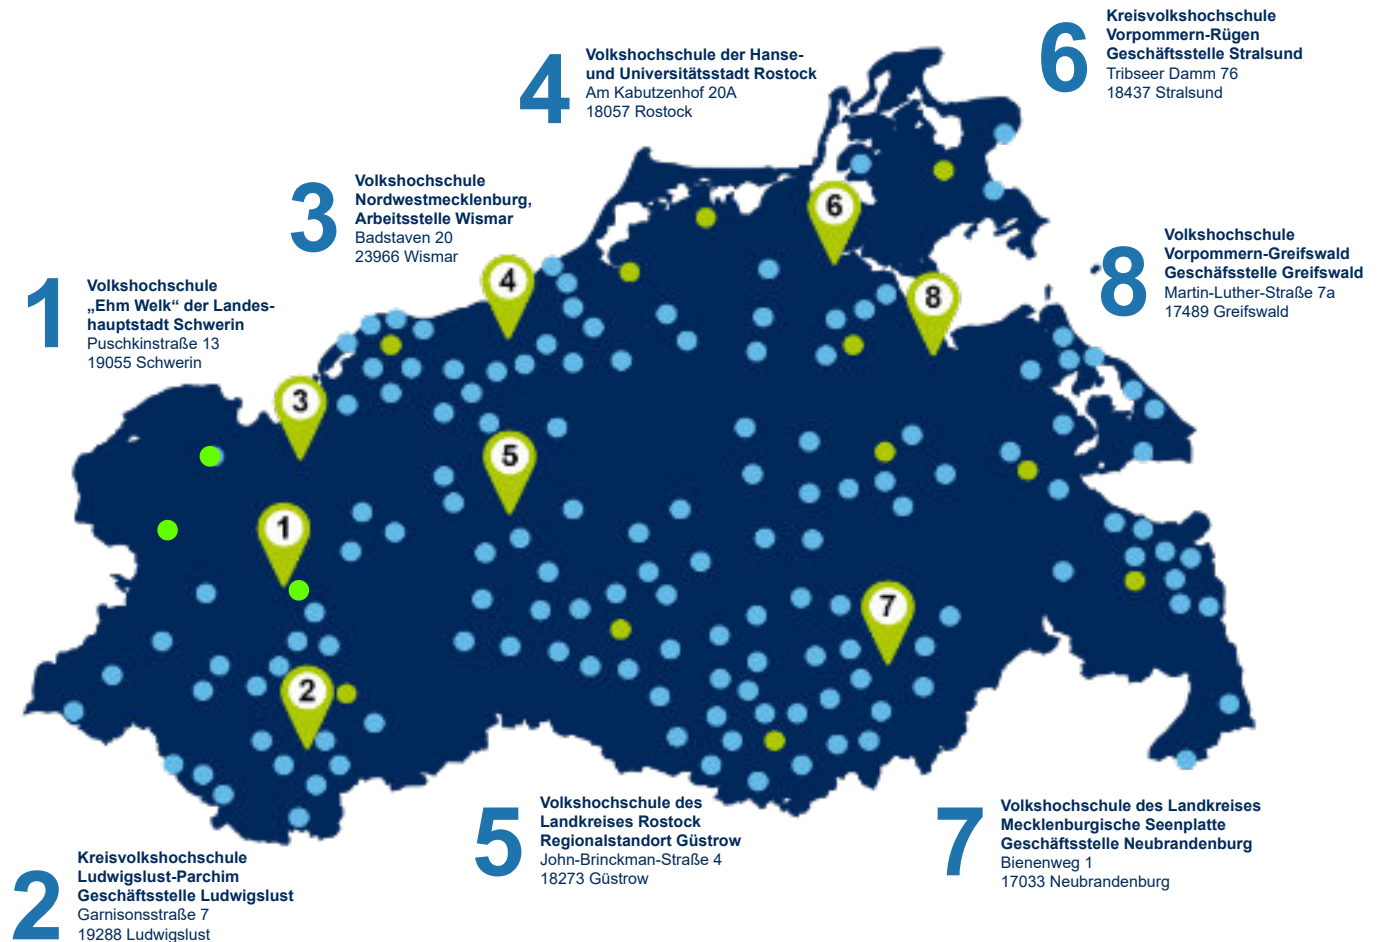 6
Kreisvolkshochschule
Vorpommern-Rügen
Geschäftsstelle Stralsund
Tribseer Damm 76
18437 Stralsund
4
Volkshochschule der Hanse-
und Universitätsstadt Rostock
Am Kabutzenhof 20A
18057 Rostock
3
Volkshochschule
Nordwestmecklenburg,
Arbeitsstelle Wismar
Badstaven 20
23966 Wismar
8
Volkshochschule
Vorpommern-Greifswald
Geschäfsstelle Greifswald
Martin-Luther-Straße 7a
17489 Greifswald
1
Volkshochschule
„Ehm Welk“ der Landes-
hauptstadt Schwerin
Puschkinstraße 13
19055 Schwerin
6
4
8
3
5
1
7
2
5
Volkshochschule des
Landkreises Rostock
Regionalstandort Güstrow
John-Brinckman-Straße 4
18273 Güstrow
7
Volkshochschule des Landkreises
Mecklenburgische Seenplatte
Geschäftsstelle Neubrandenburg
Bienenweg 1
17033 Neubrandenburg
2
Kreisvolkshochschule
Ludwigslust-Parchim
Geschäftsstelle Ludwigslust
Garnisonsstraße 7
19288 Ludwigslust